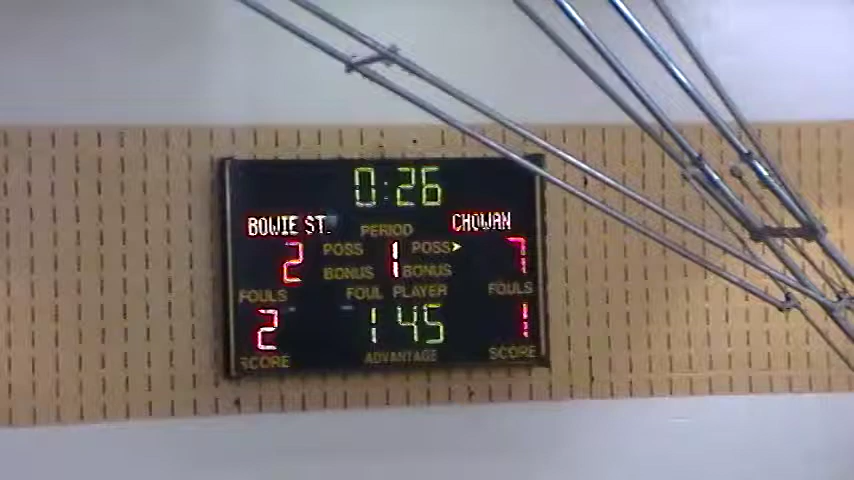 0:26
BOWIE ST. CHOWAN
PERIOD
POSS POSS
2 1 7
BONUS BONUS
FOULS FOUL PLAYER FOULS
2 1 45 1
SCORE ADVANTAGE SCORE